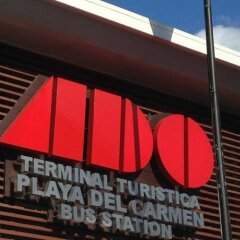 ADO
TERMINAL TURISTICA
PLAYA DEL CARMEN
BUS STATION